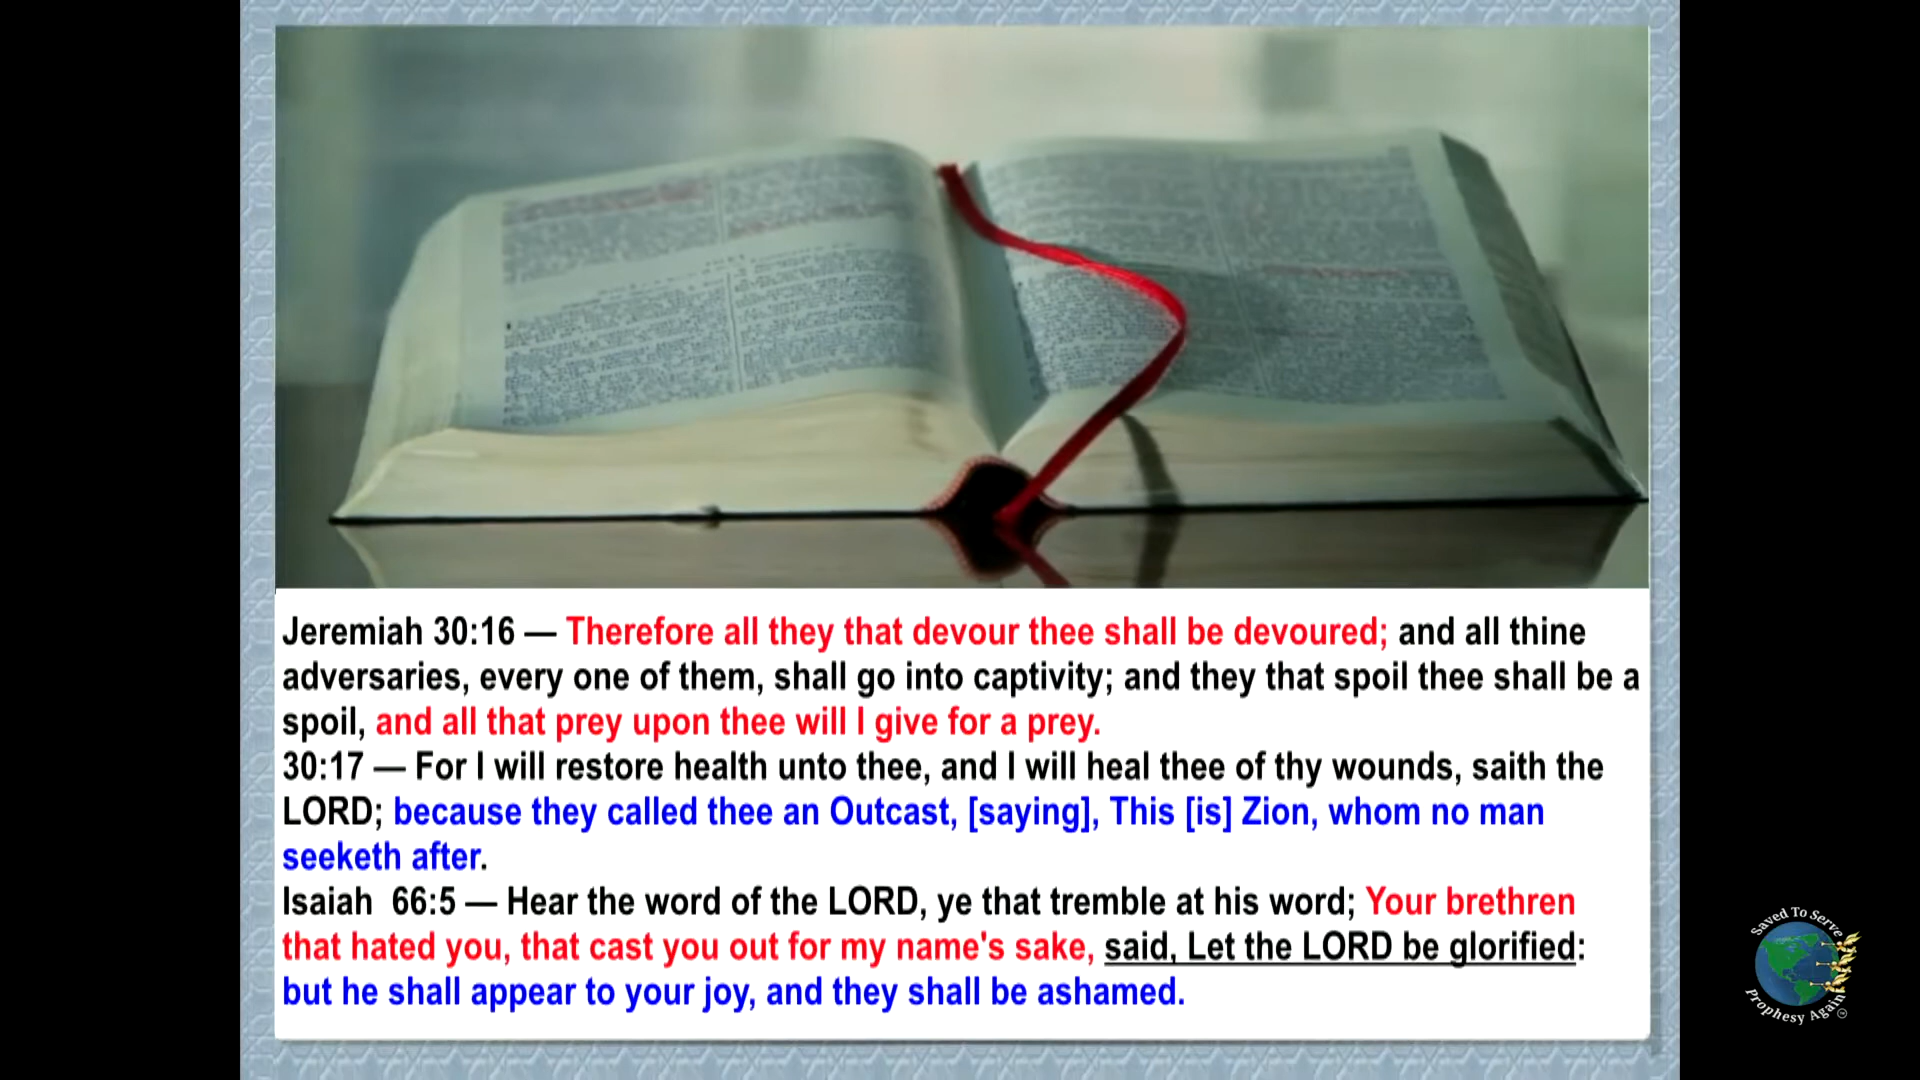 Jeremiah 30:16 — Therefore all they that devour thee shall be devoured; and all thine
adversaries, every one of them, shall go into captivity; and they that spoil thee shall be a
spoil, and all that prey upon thee will I give for a prey.
30:17 — For I will restore health unto thee, and I will heal thee of thy wounds, saith the
LORD; because they called thee an Outcast, [saying], This [is] Zion, whom no man
seeketh after.
Isaiah  66:5 — Hear the word of the LORD, ye that tremble at his word; Your brethren
that hated you, that cast you out for my name's sake, said, Let the LORD be glorified:
but he shall appear to your joy, and they shall be ashamed.
Saved To Serve
Prophesy Again